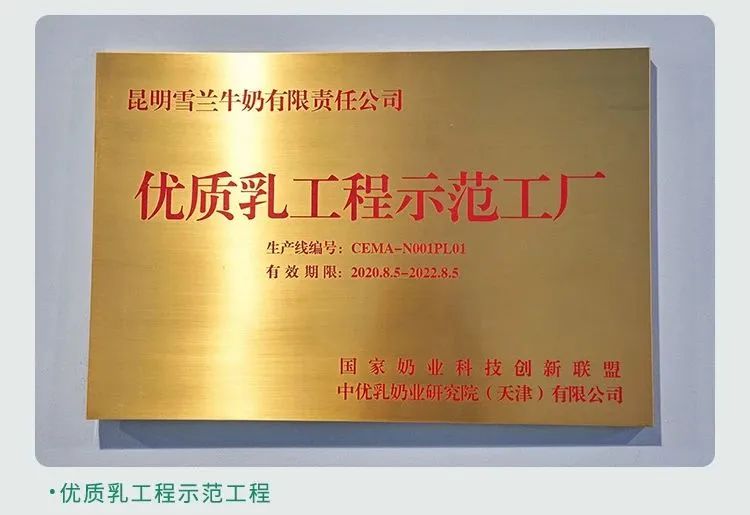 昆明雪兰牛奶有限责任公司
优质乳工程示范工厂
生产线编号：CEMA-N001PL01
有效期限：2020.8.5-2022.8.5
国家奶业科技创新联盟
中优乳奶业研究院（天津）有限公司
•优质乳工程示范工程